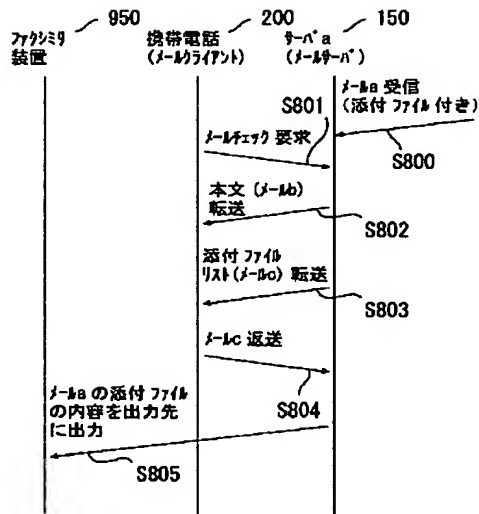 950
200
150
ファクシミリ
装置
携帯電話
(メールクライアント)
サーバa
(メールサーバ)
メールa 受信
(添付 ファイル 付き)
S801
メールチェック 要求
S800
本文 (メールb)
転送
S802
添付 ファイル
リスト(メールc) 転送
S803
メールc 返送
S804
メールa の添付 ファイル
の内容を出力先
に出力
S805